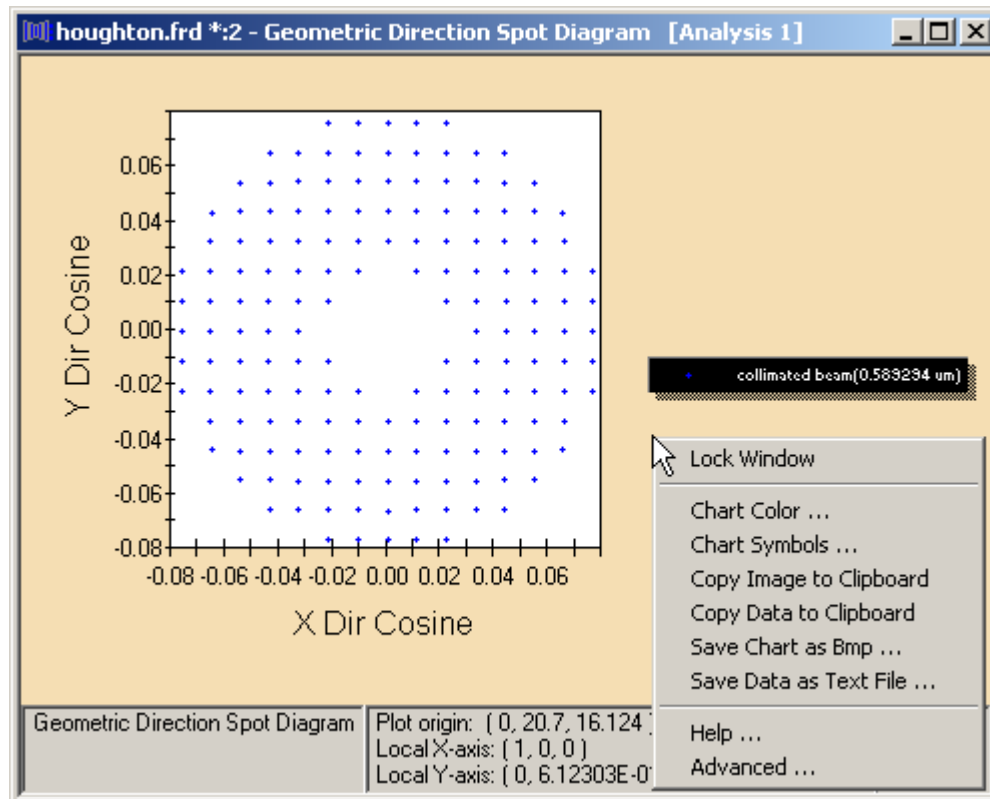 houghton.frd *:2 - Geometric Direction Spot Diagram [Analysis 1]
0.06
0.04
0.02
0.00
-0.02
-0.04
-0.06
-0.08
Y Dir Cosine
-0.08 -0.06 -0.04 -0.02 0.00 0.02 0.04 0.06
X Dir Cosine
collimated beam(0.589294 um)
Lock Window
Chart Color ...
Chart Symbols ...
Copy Image to Clipboard
Copy Data to Clipboard
Save Chart as Bmp ...
Save Data as Text File ...
Help ...
Advanced ...
Geometric Direction Spot Diagram
Plot origin: ( 0, 20.7, 16.124
Local X-axis: ( 1, 0, 0 )
Local Y-axis: ( 0, 6.12303E-0